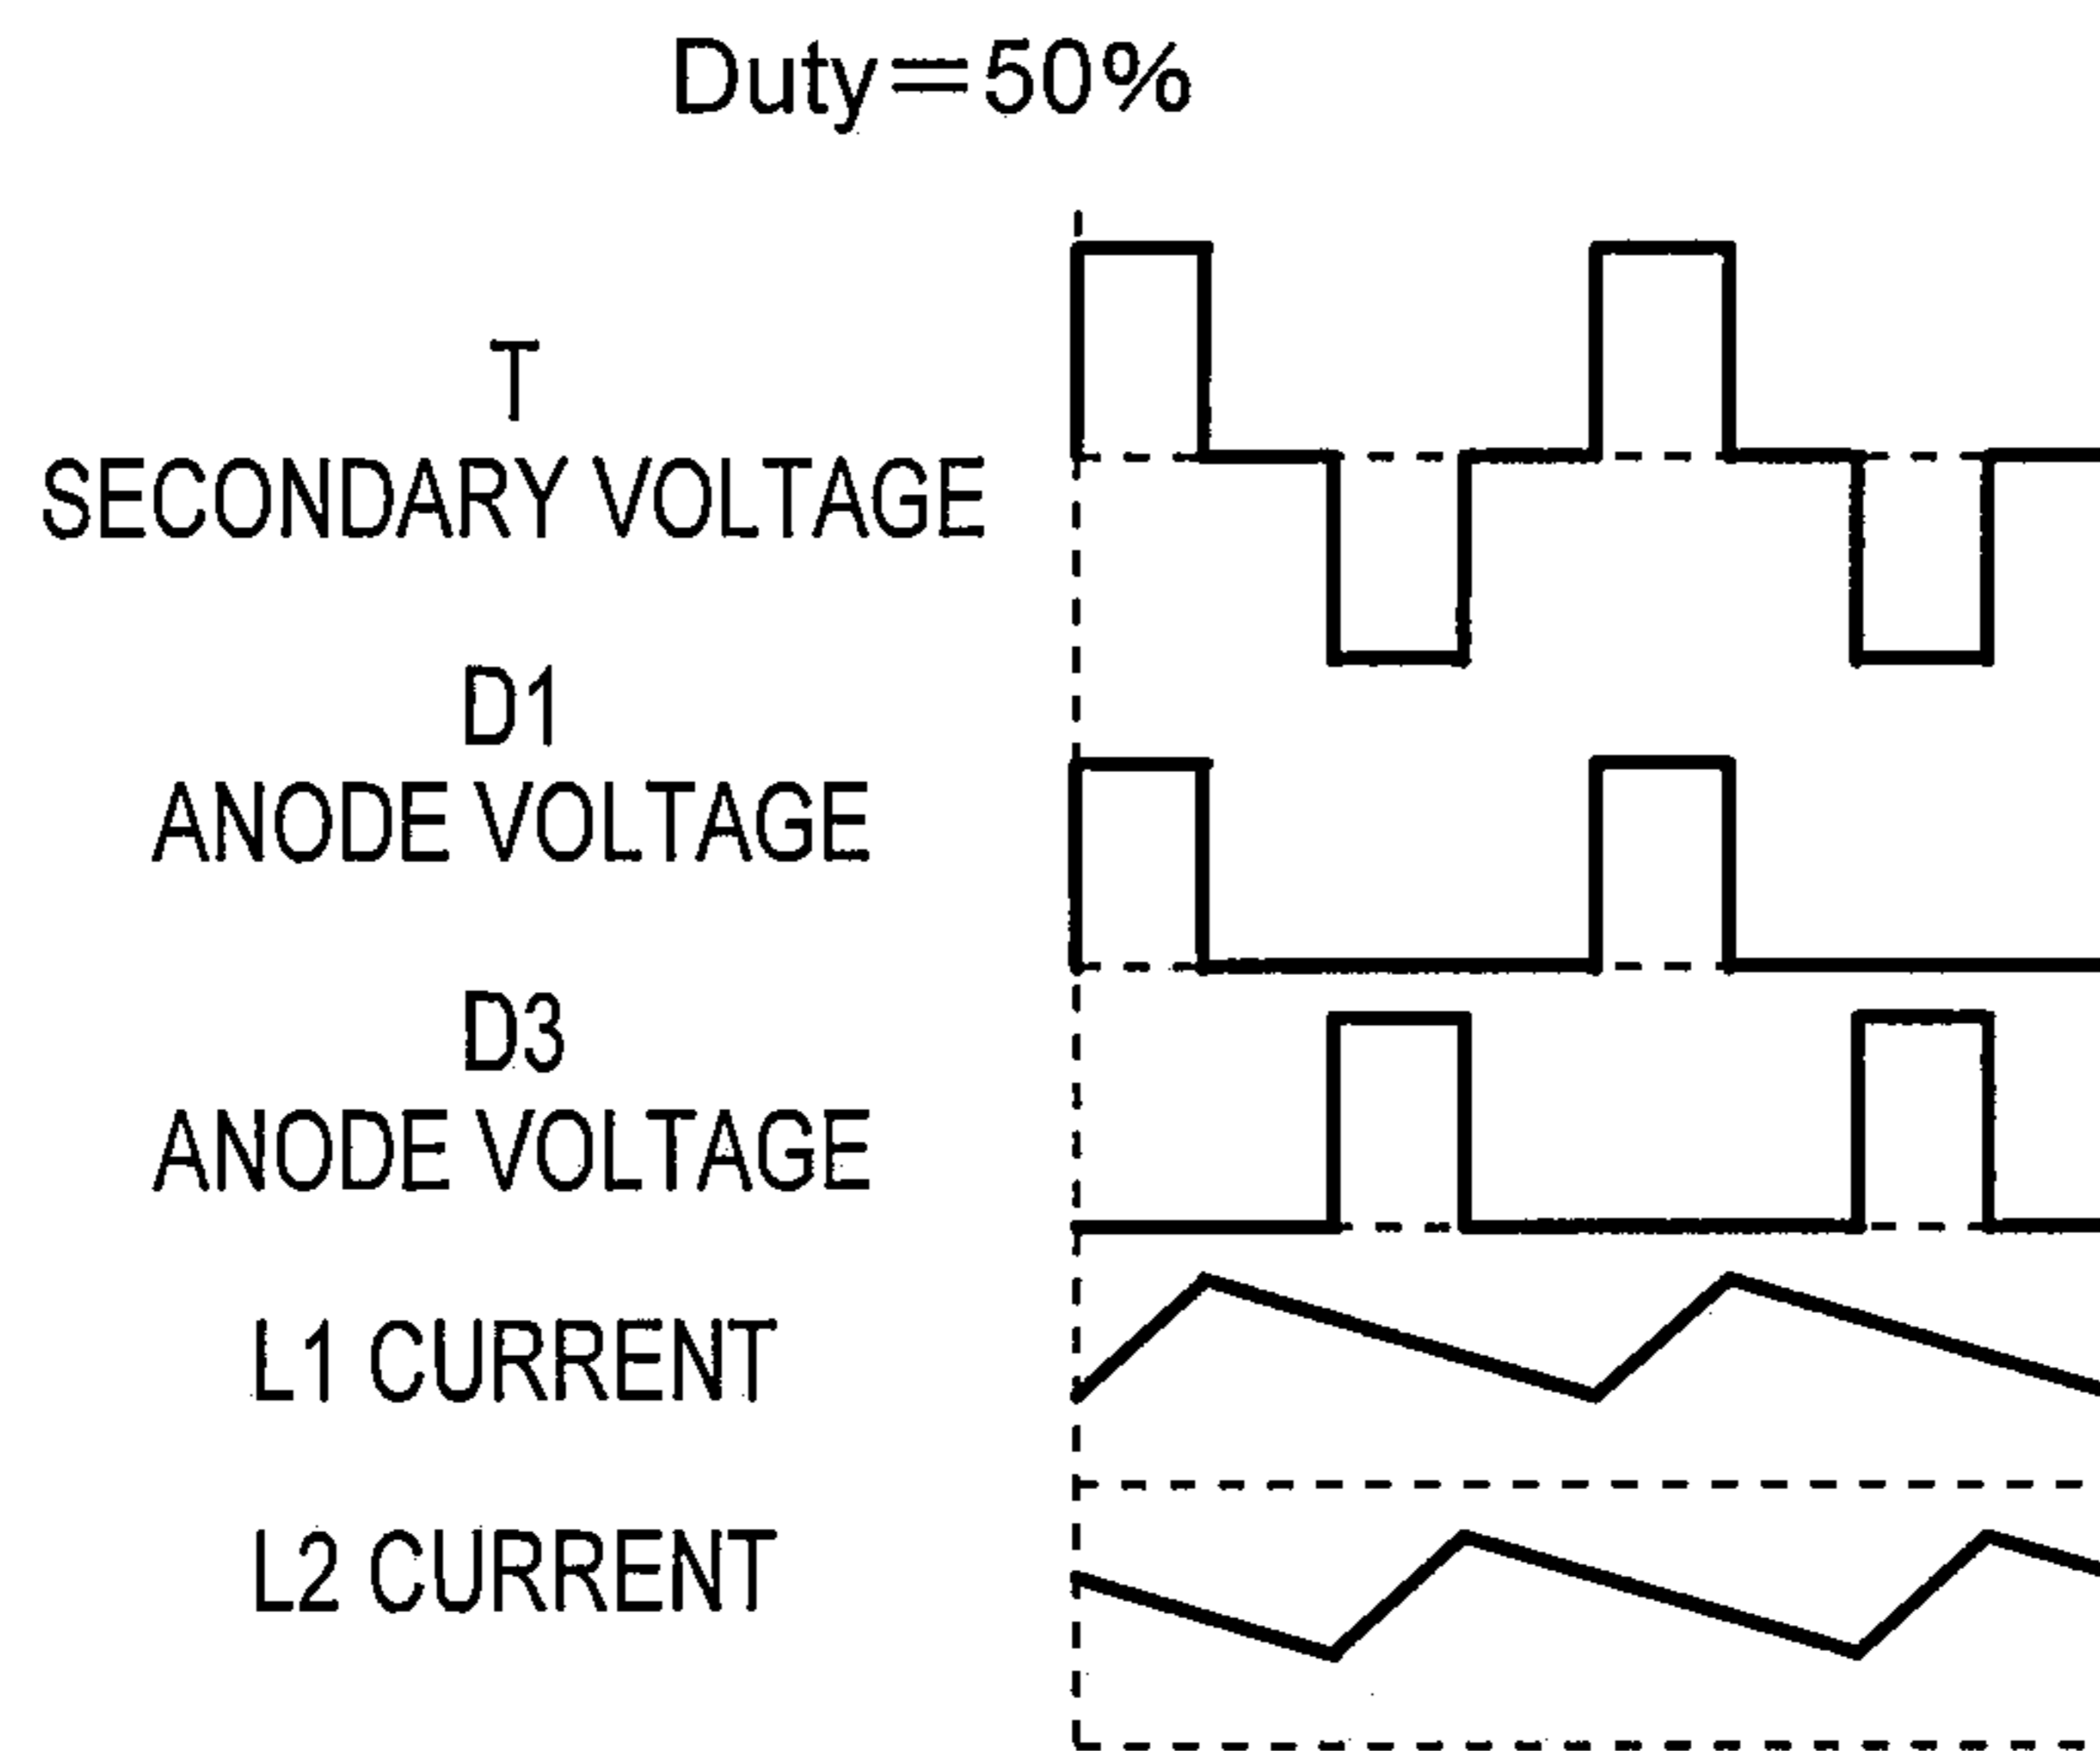 Duty=50%
T
SECONDARY VOLTAGE
D1
ANODE VOLTAGE
D3
ANODE VOLTAGE
L1 CURRENT
L2 CURRENT